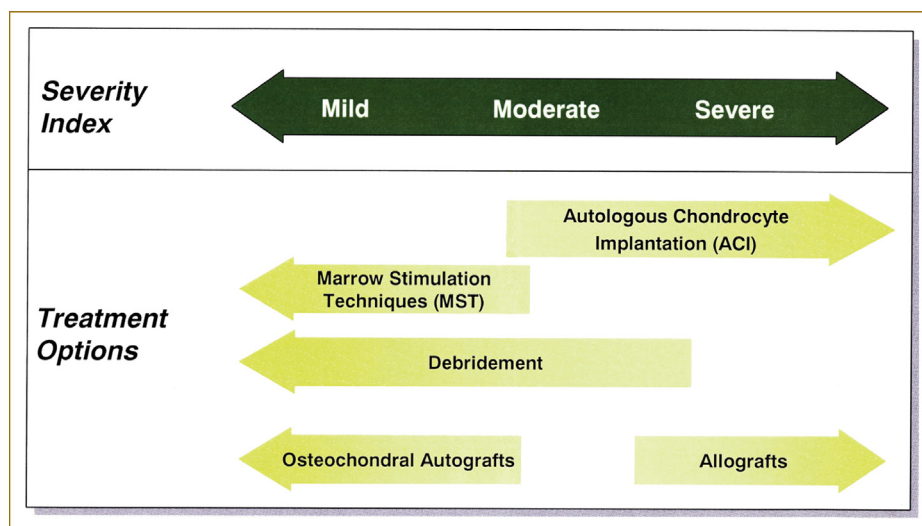 Severity
Index
Mild Moderate Severe
Autologous Chondrocyte
Implantation (ACI)
Marrow Stimulation
Techniques (MST)
Treatment
Options
Debridement
Osteochondral Autografts
Allografts